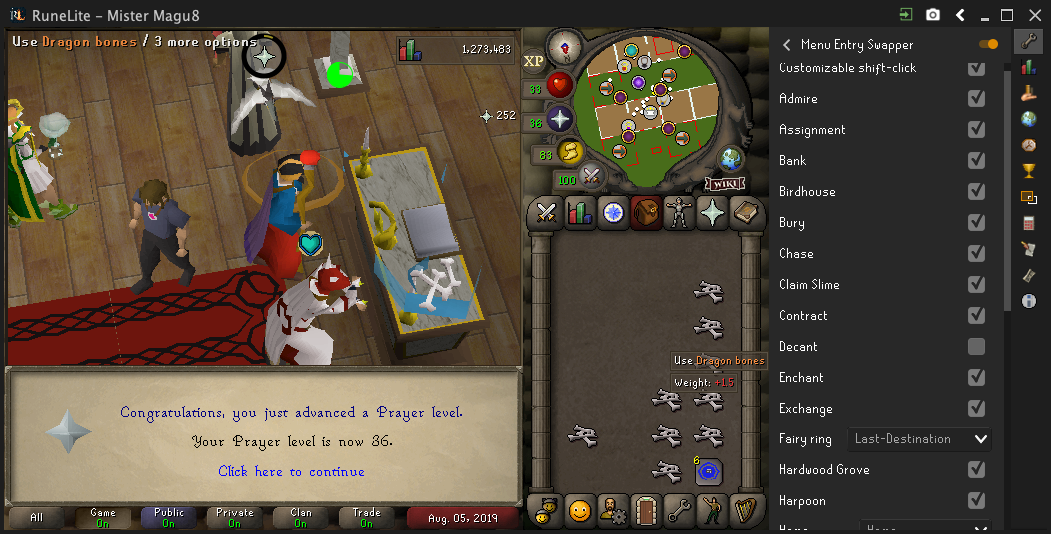 RuneLite - Mister Magu8
Use Dragon bones / 3 more options
1,273,483
252
XP
33
36
83
100
WIKI
Use Dragon bones
Weight: +1.5
6
Congratulations, you just advanced a Prayer level.
Your Prayer level is now 36.
Click here to continue
All
Game
On
Public
On
Private
On
Clan
On
Trade
On
Aug. 05, 2019
Menu Entry Swapper
Customizable shift-click
Admire
Assignment
Bank
Birdhouse
Bury
Chase
Claim Slime
Contract
Decant
Enchant
Exchange
Fairy ring Last-Destination
Hardwood Grove
Harpoon